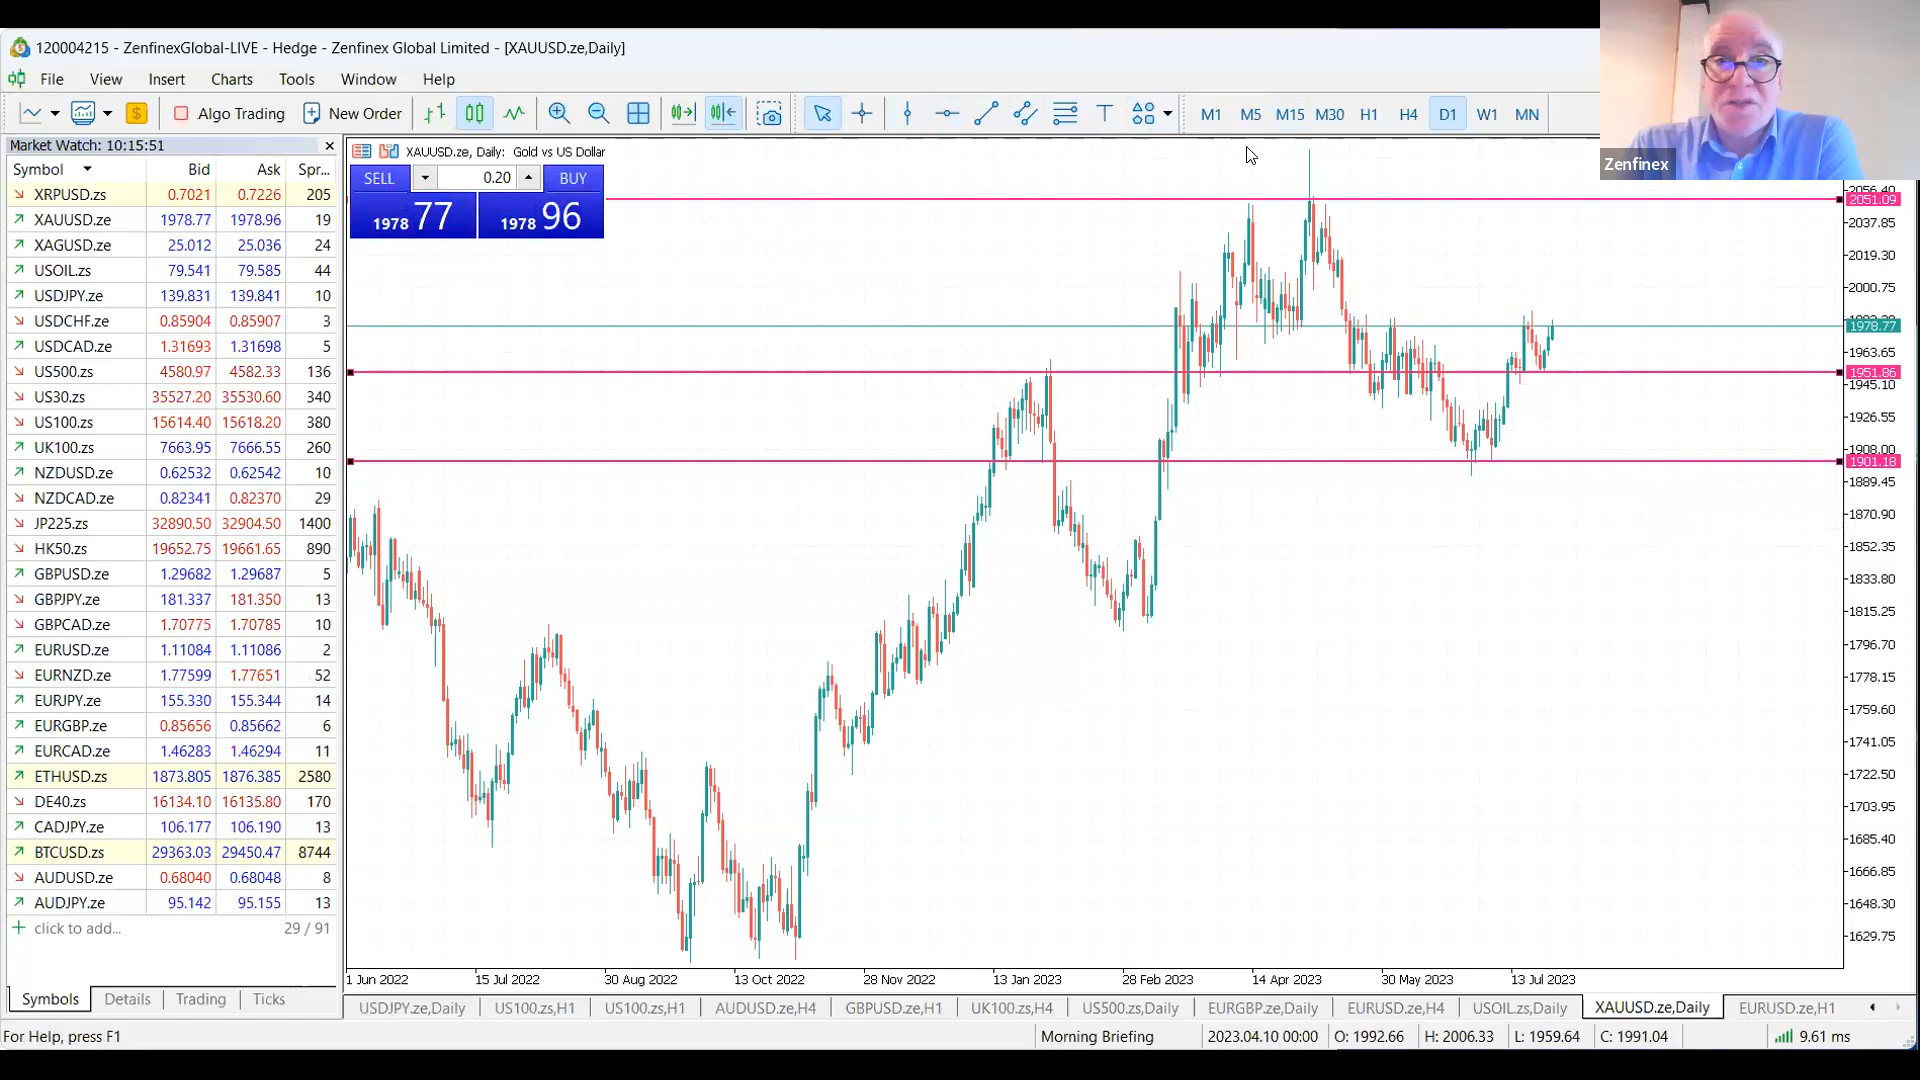 120004215 - ZenfinexGlobal-LIVE - Hedge - Zenfinex Global Limited - [XAUUSD.ze,Daily]
File View Insert Charts Tools Window Help
Algo Trading New Order M1 M5 M15 M30 H1 H4 D1 W1 MN
Zenfinex
Market Watch: 10:15:51
Symbol Bid Ask Spr...
XRPUSD.zs 0.7021 0.7226 205
XAUUSD.ze 1978.77 1978.96 19
XAGUSD.ze 25.012 25.036 24
USOIL.zs 79.541 79.585 44
USDJPY.ze 139.831 139.841 10
USDCHF.ze 0.85904 0.85907 3
USDCAD.ze 1.31693 1.31698 5
US500.zs 4580.97 4582.33 136
US30.zs 35527.20 35530.60 340
US100.zs 15614.40 15618.20 380
UK100.zs 7663.95 7666.55 260
NZDUSD.ze 0.62532 0.62542 10
NZDCAD.ze 0.82341 0.82370 29
JP225.zs 32890.50 32904.50 1400
HK50.zs 19652.75 19661.65 890
GBPUSD.ze 1.29682 1.29687 5
GBPJPY.ze 181.337 181.350 13
GBPCAD.ze 1.70775 1.70785 10
EURUSD.ze 1.11084 1.11086 2
EURNZD.ze 1.77599 1.77651 52
EURJPY.ze 155.330 155.344 14
EURGBP.ze 0.85656 0.85662 6
EURCAD.ze 1.46283 1.46294 11
ETHUSD.zs 1873.805 1876.385 2580
DE40.zs 16134.10 16135.80 170
CADJPY.ze 106.177 106.190 13
BTCUSD.zs 29363.03 29450.47 8744
AUDUSD.ze 0.68040 0.68048 8
AUDJPY.ze 95.142 95.155 13
click to add... 29 / 91
Symbols Details Trading Ticks
XAUUSD.ze, Daily: Gold vs US Dollar
SELL 0.20 BUY
1978 77 1978 96
2056.40
2051.09
2037.85
2019.30
2000.75
1978.77
1963.65
1951.86
1945.10
1926.55
1908.00
1901.18
1889.45
1870.90
1852.35
1833.80
1815.25
1796.70
1778.15
1759.60
1741.05
1722.50
1703.95
1685.40
1666.85
1648.30
1629.75
1 Jun 2022 15 Jul 2022 30 Aug 2022 13 Oct 2022 28 Nov 2022 13 Jan 2023 28 Feb 2023 14 Apr 2023 30 May 2023 13 Jul 2023
USDJPY.ze,Daily US100.zs,H1 US100.zs,H1 AUDUSD.ze,H4 GBPUSD.ze,H1 UK100.zs,H4 US500.zs,Daily EURGBP.ze,Daily EURUSD.ze,H4 USOIL.zs,Daily XAUUSD.ze,Daily EURUSD.ze,H1
For Help, press F1 Morning Briefing 2023.04.10 00:00 O: 1992.66 H: 2006.33 L: 1959.64 C: 1991.04 9.61 ms